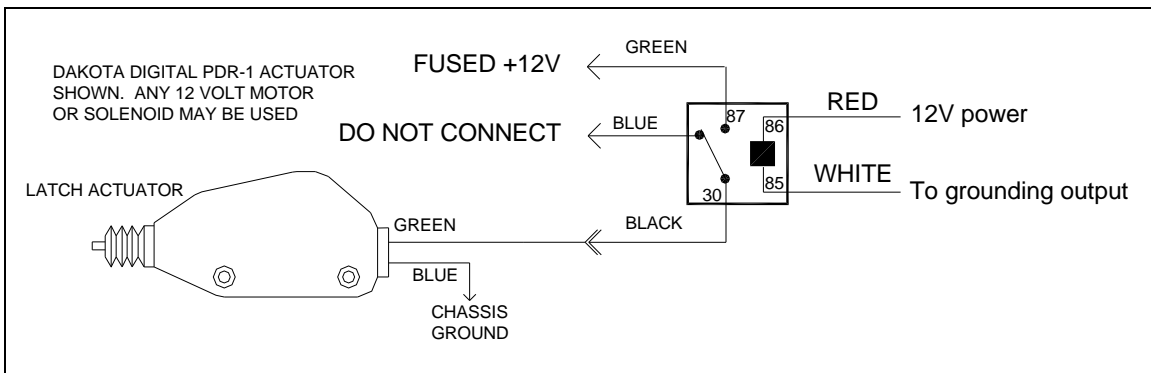 DAKOTA DIGITAL PDR-1 ACTUATOR
SHOWN. ANY 12 VOLT MOTOR
OR SOLENOID MAY BE USED
FUSED +12V
GREEN
DO NOT CONNECT
BLUE
87
86
85
30
RED
12V power
WHITE
To grounding output
LATCH ACTUATOR
GREEN
BLACK
BLUE
CHASSIS
GROUND